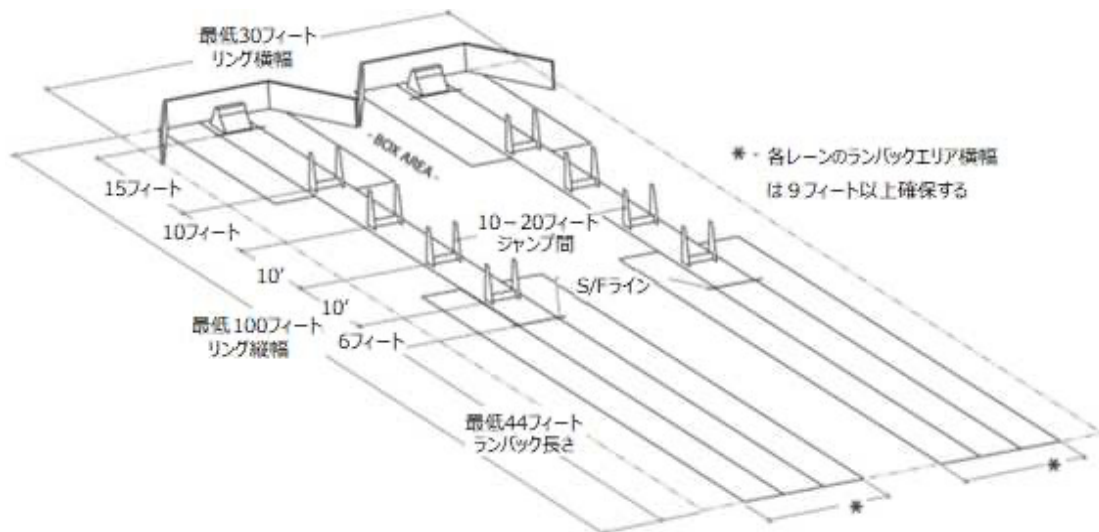 最低30フィート
リング横幅
- BOX AREA -
＊・各レーンのランバックエリア横幅
は９フィート以上確保する
15フィート
10フィート
10－20フィート
ジャンプ間
10'
S/Fライン
10'
最低100フィート
リング縦幅
6フィート
最低44フィート
ランバック長さ
＊
＊